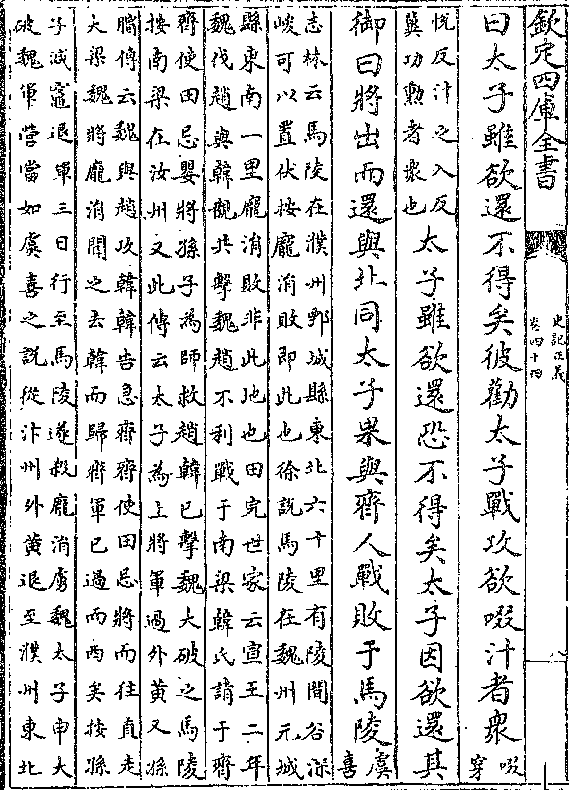 欽定四庫全書
史記正義
卷四十四
八
曰太子雖欲還不得矣彼勸太子戰攻欲啜汁者衆
啜穿
悅反汁之入反
冀功勲者衆也
太子雖欲還恐不得矣太子因欲還其
御曰將出而還與北同太子果與齊人戰敗于馬陵
虞喜
志林云馬陵在濮州鄄城縣東北六十里有陵澗谷深
峻可以置伏按龐涓敗即此也徐說馬陵在魏州元城
縣東南一里龐涓敗非此地也田完世家云宣王二年
魏伐趙與韓親共擊魏趙不利戰于南梁韓氏請于齊
齊使田忌嬰將孫子為師救趙韓已擊魏大破之馬陵
按南梁在汝州又此傳云太子為上將軍過外黃又孫
臏傳云魏與趙攻韓韓告急齊齊使田忌將而往直走
大梁魏將龐涓聞之去韓而歸齊軍已過而西矣按孫
子減竈退軍三日行至馬陵遂殺龐涓虜魏太子申大
破魏軍營當如虞喜之說從汴州外黃退至濮州東北